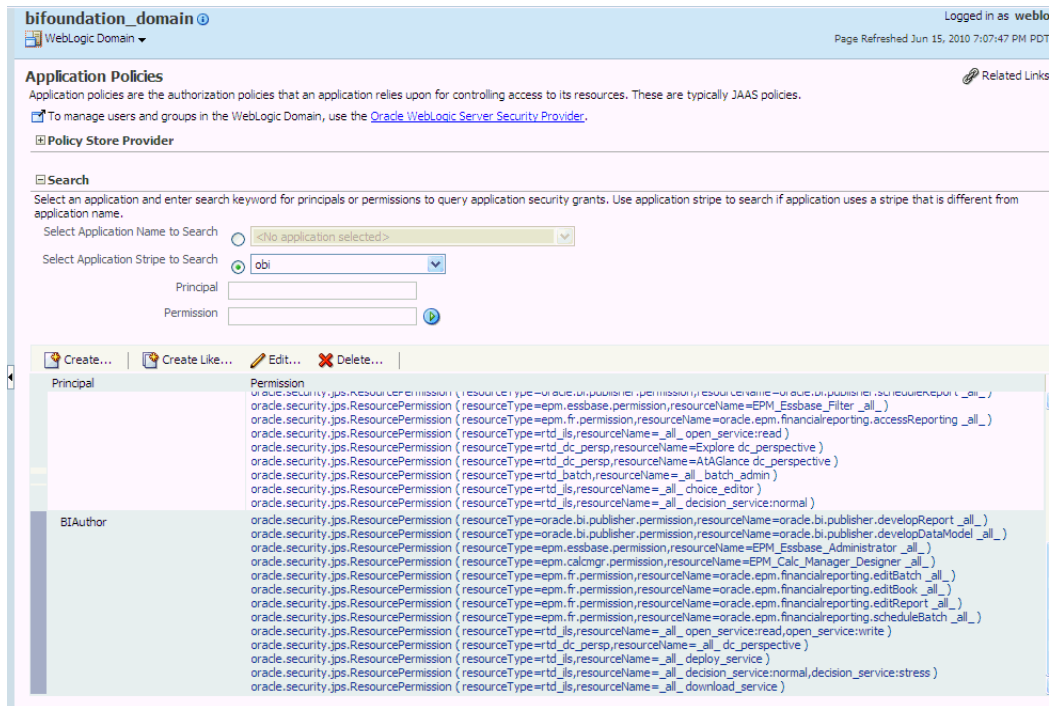 bifoundation_domain
Logged in as weblo
WebLogic Domain
Page Refreshed Jun 15, 2010 7:07:47 PM PDT
Application Policies
Related Links
Application policies are the authorization policies that an application relies upon for controlling access to its resources. These are typically JAAS policies.
To manage users and groups in the WebLogic Domain, use the Oracle WebLogic Server Security Provider.
Policy Store Provider
Search
Select an application and enter search keyword for principals or permissions to query application security grants. Use application stripe to search if application uses a stripe that is different from
application name.
Select Application Name to Search <No application selected>
Select Application Stripe to Search obi
Principal
Permission
Create... Create Like... Edit... Delete...
Principal Permission
oracle.security.jps.ResourcePermission ( resourceType=oracle.bi.publisher.permission,resourceName=oracle.bi.publisher.scheduleReport _all_ )
oracle.security.jps.ResourcePermission ( resourceType=epm.essbase.permission,resourceName=EPM_Essbase_Filter _all_ )
oracle.security.jps.ResourcePermission ( resourceType=epm.fr.permission,resourceName=oracle.epm.financialreporting.accessReporting _all_ )
oracle.security.jps.ResourcePermission ( resourceType=rtd_ils,resourceName=_all_ open_service:read )
oracle.security.jps.ResourcePermission ( resourceType=rtd_dc_persp,resourceName=Explore dc_perspective )
oracle.security.jps.ResourcePermission ( resourceType=rtd_dc_persp,resourceName=AtAGlance dc_perspective )
oracle.security.jps.ResourcePermission ( resourceType=rtd_batch,resourceName=_all_ batch_admin )
oracle.security.jps.ResourcePermission ( resourceType=rtd_ils,resourceName=_all_ choice_editor )
oracle.security.jps.ResourcePermission ( resourceType=rtd_ils,resourceName=_all_ decision_service:normal )
BIAuthor oracle.security.jps.ResourcePermission ( resourceType=oracle.bi.publisher.permission,resourceName=oracle.bi.publisher.developReport _all_ )
oracle.security.jps.ResourcePermission ( resourceType=oracle.bi.publisher.permission,resourceName=oracle.bi.publisher.developDataModel _all_ )
oracle.security.jps.ResourcePermission ( resourceType=epm.essbase.permission,resourceName=EPM_Essbase_Administrator _all_ )
oracle.security.jps.ResourcePermission ( resourceType=epm.calcmgr.permission,resourceName=EPM_Calc_Manager_Designer _all_ )
oracle.security.jps.ResourcePermission ( resourceType=epm.fr.permission,resourceName=oracle.epm.financialreporting.editBatch _all_ )
oracle.security.jps.ResourcePermission ( resourceType=epm.fr.permission,resourceName=oracle.epm.financialreporting.editBook _all_ )
oracle.security.jps.ResourcePermission ( resourceType=epm.fr.permission,resourceName=oracle.epm.financialreporting.editReport _all_ )
oracle.security.jps.ResourcePermission ( resourceType=epm.fr.permission,resourceName=oracle.epm.financialreporting.scheduleBatch _all_ )
oracle.security.jps.ResourcePermission ( resourceType=rtd_ils,resourceName=_all_ open_service:read,open_service:write )
oracle.security.jps.ResourcePermission ( resourceType=rtd_dc_persp,resourceName=_all_ dc_perspective )
oracle.security.jps.ResourcePermission ( resourceType=rtd_ils,resourceName=_all_ deploy_service )
oracle.security.jps.ResourcePermission ( resourceType=rtd_ils,resourceName=_all_ decision_service:normal,decision_service:stress )
oracle.security.jps.ResourcePermission ( resourceType=rtd_ils,resourceName=_all_ download_service )